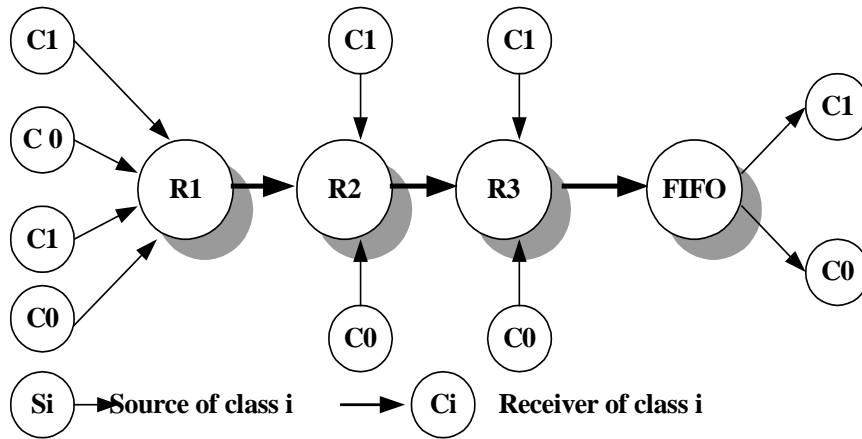 C1
C1
C1
C1
C 0
R1
R2
R3
FIFO
C1
C0
C0
C0
C0
C0
Si
Source of class i
Ci
Receiver of class i